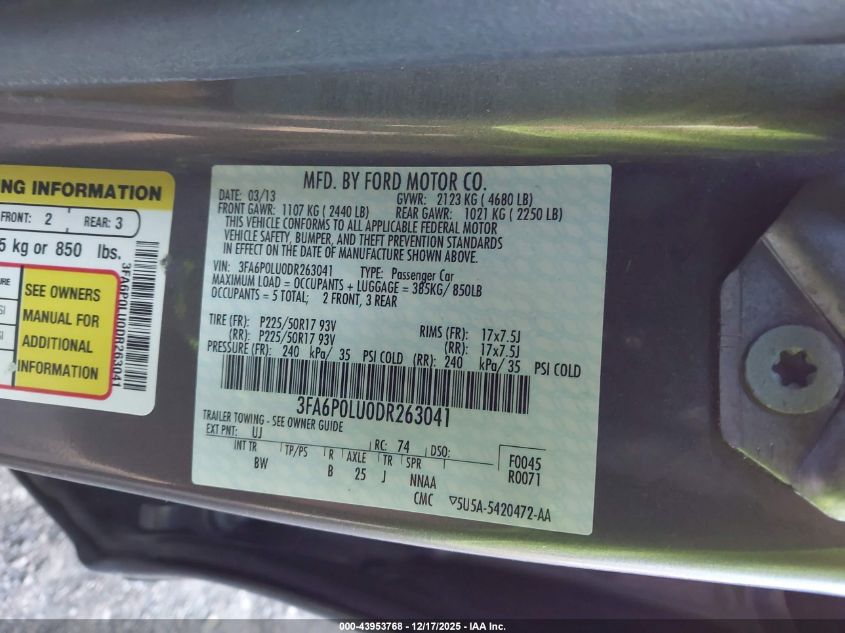 NG INFORMATION
FRONT: 2 REAR: 3
5 kg or 850 lbs.
SEE OWNERS
MANUAL FOR
ADDITIONAL
INFORMATION
3FA6P0LU0DR263041
MFD. BY FORD MOTOR CO.
DATE: 03/13 GVWR: 2123 KG ( 4680 LB)
FRONT GAWR: 1107 KG ( 2440 LB) REAR GAWR: 1021 KG ( 2250 LB)
THIS VEHICLE CONFORMS TO ALL APPLICABLE FEDERAL MOTOR
VEHICLE SAFETY, BUMPER, AND THEFT PREVENTION STANDARDS
IN EFFECT ON THE DATE OF MANUFACTURE SHOWN ABOVE.
VIN: 3FA6P0LU0DR263041 TYPE: Passenger Car
MAXIMUM LOAD = OCCUPANTS + LUGGAGE = 385KG/ 850LB
OCCUPANTS = 5 TOTAL; 2 FRONT, 3 REAR
TIRE (FR): P225/50R17 93V RIMS (FR): 17x7.5J
(RR): P225/50R17 93V (RR): 17x7.5J
PRESSURE (FR): 240 kPa/ 35 PSI COLD (RR): 240 kPa/ 35 PSI COLD
3FA6P0LU0DR263041
TRAILER TOWING - SEE OWNER GUIDE
EXT PNT: UJ RC: 74 DSO: F0045
INT TR TP/PS R AXLE TR SPR R0071
BW B 25 J NNAA
CMC ▽5U5A-5420472-AA
000-43953768 - 12/17/2025 - IAA Inc.